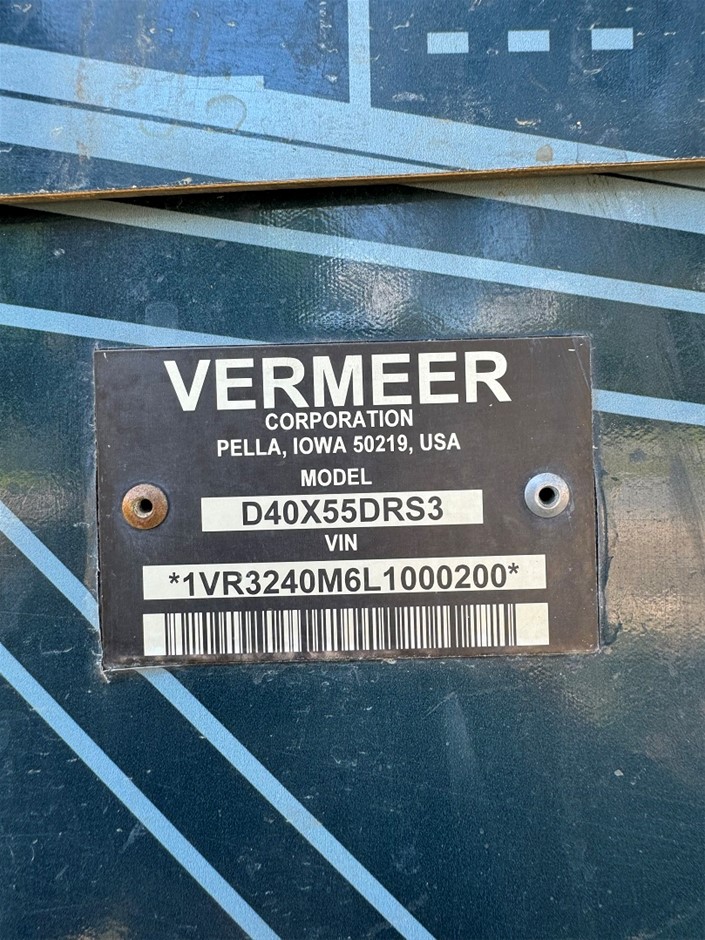 VERMEER
CORPORATION
PELLA, IOWA 50219, USA
MODEL
D40X55DRS3
VIN
*1VR3240M6L1000200*